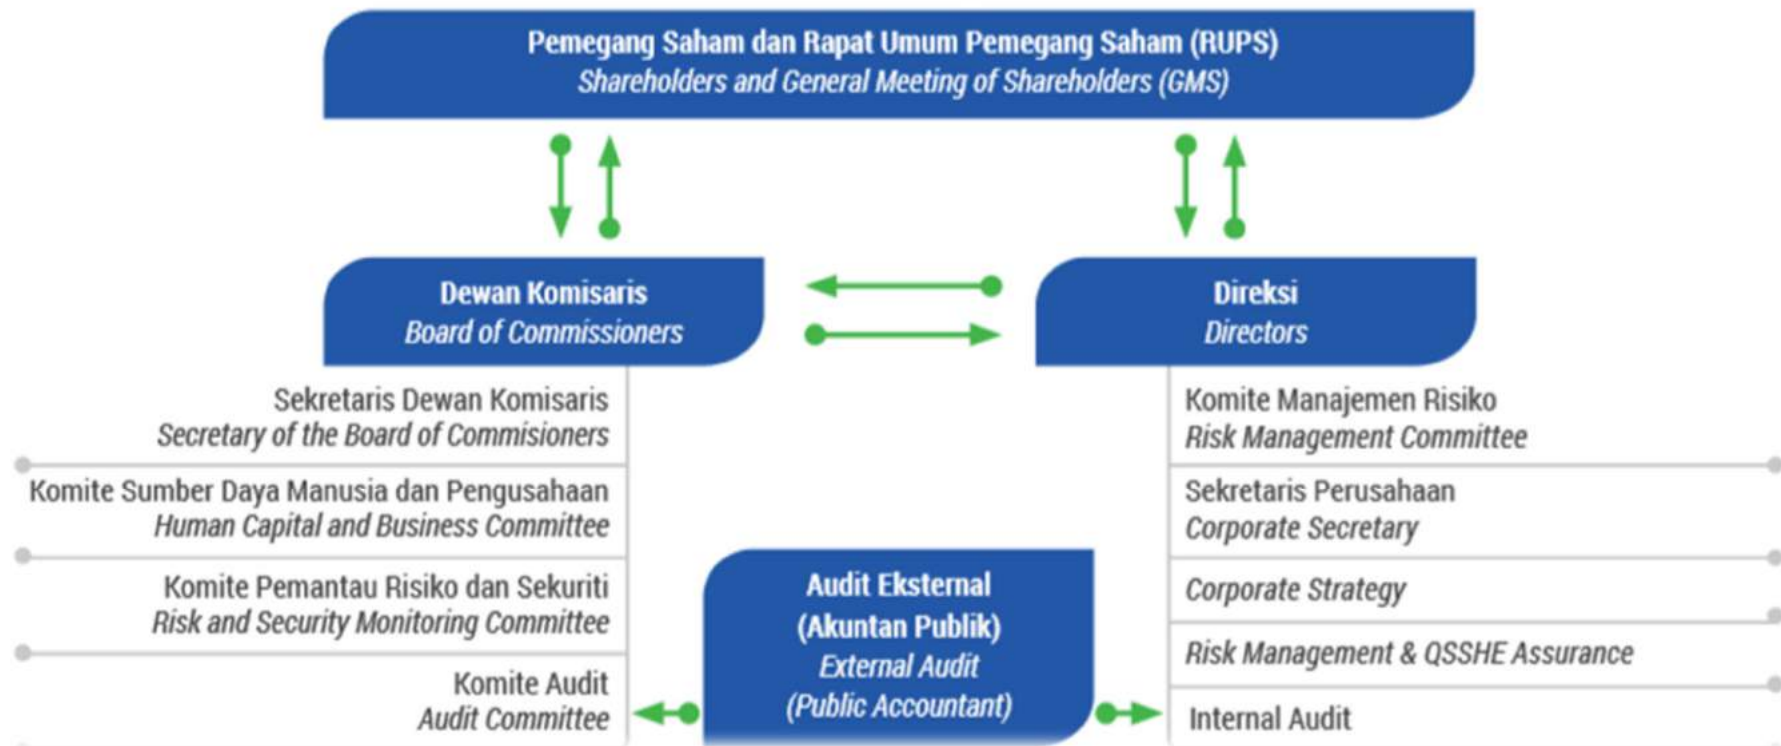 Pemegang Saham dan Rapat Umum Pemegang Saham (RUPS)
Shareholders and General Meeting of Shareholders (GMS)
Dewan Komisaris
Board of Commissioners
Direksi
Directors
Sekretaris Dewan Komisaris
Secretary of the Board of Commisioners
Komite Sumber Daya Manusia dan Pengusahaan
Human Capital and Business Committee
Komite Pemantau Risiko dan Sekuriti
Risk and Security Monitoring Committee
Komite Audit
Audit Committee
Audit Eksternal
(Akuntan Publik)
External Audit
(Public Accountant)
Komite Manajemen Risiko
Risk Management Committee
Sekretaris Perusahaan
Corporate Secretary
Corporate Strategy
Risk Management & QSSHE Assurance
Internal Audit